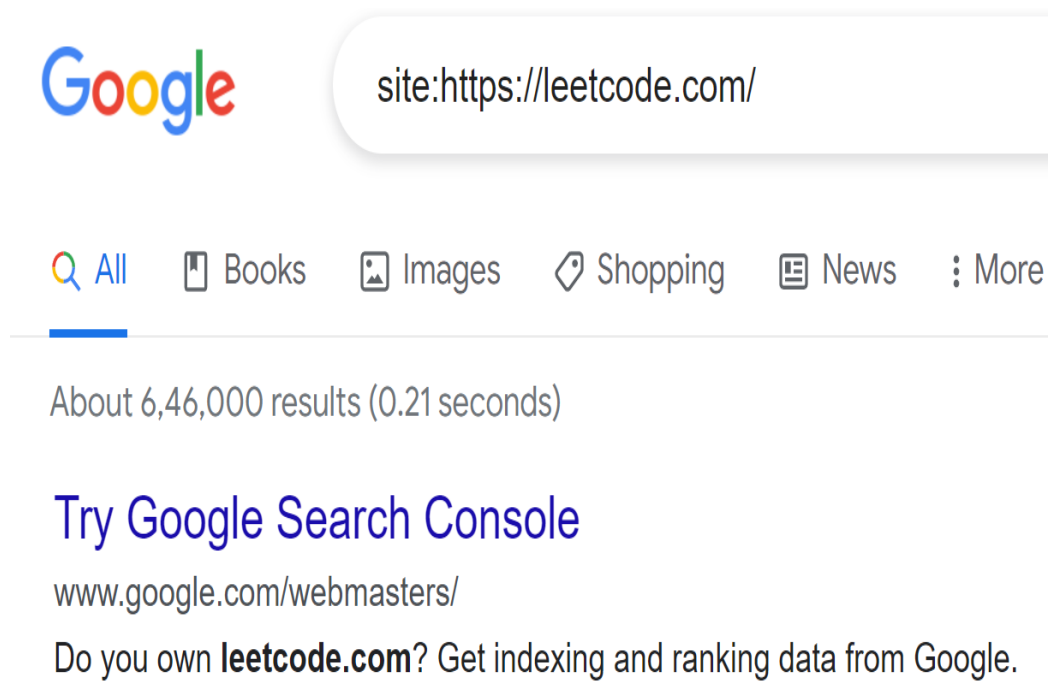 Google
site:https://leetcode.com/
All Books Images Shopping News More
About 6,46,000 results (0.21 seconds)
Try Google Search Console
www.google.com/webmasters/
Do you own leetcode.com? Get indexing and ranking data from Google.